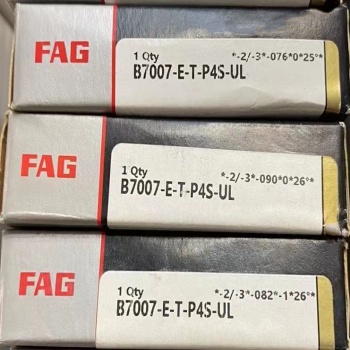 FAG
1 Qty *-2/-3*-076*0*25°*
B7007-E-T-P4S-UL
FAG
1 Qty *-2/-3*-090*0*26°*
B7007-E-T-P4S-UL
FAG
1 Qty *-2/-3*-082*-1*26°*
B7007-E-T-P4S-UL